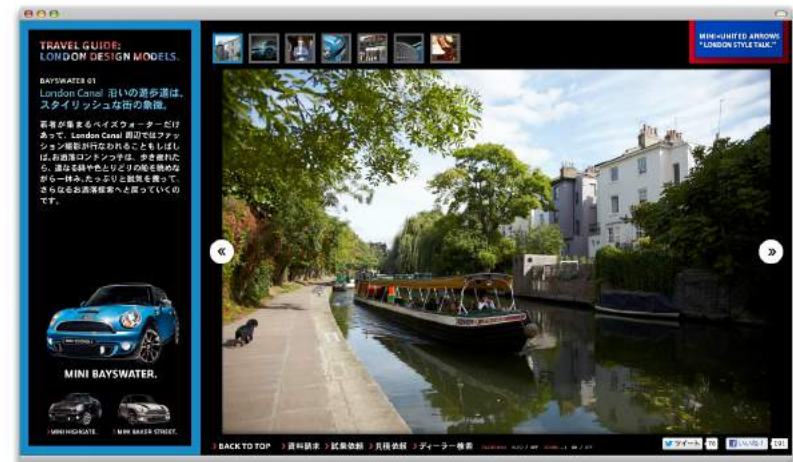 TRAVEL GUIDE:
LONDON DESIGN MODELS.
BAYSWATER 01
London Canal 沿いの遊歩道は、
スタイリッシュな街の象徴。
若者が集まるベイズウォーターだけ
あって、London Canal 周辺ではファッ
ション撮影が行なわれることもしばし
ば。お洒落ロンドンっ子は、歩き疲れた
ら、連なる緑や色とりどりの船を眺めな
がら一休み。たっぷりと鋭気を養って、
さらなるお洒落探索へと戻っていくの
です。
MINI BAYSWATER.
MINI HIGHGATE.
MINI BAKER STREET.
MINI×UNITED ARROWS
"LONDON STYLE TALK."
BACK TO TOP
資料請求
試乗依頼
見積依頼
ディーラー検索
ツイート
76
いいね!
191